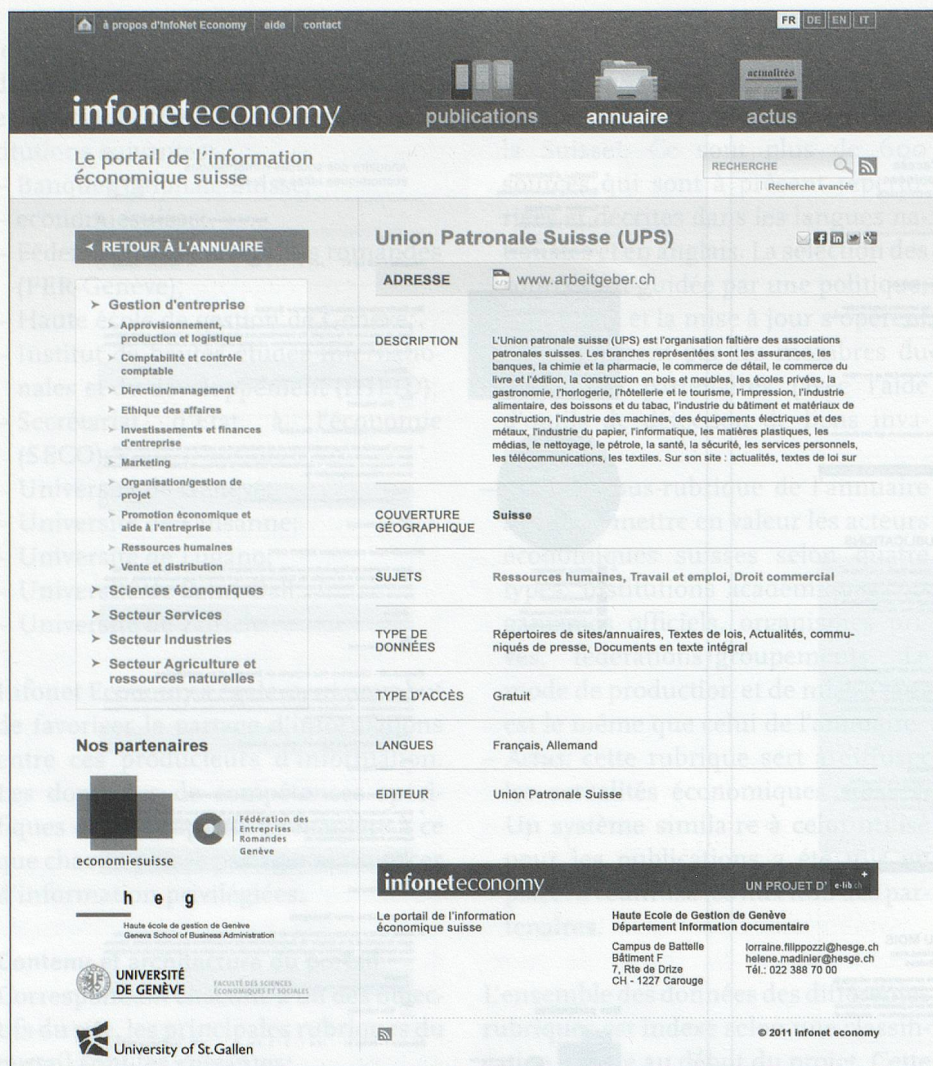 à propos d'InfoNet Economy | aide | contact
FR DE EN IT
infoneteconomy
publications
annuaire
actualités
actus
Le portail de l'information
économique suisse
RECHERCHE
Recherche avancée
RETOUR À L'ANNUAIRE
Gestion d'entreprise
Approvisionnement,
production et logistique
Comptabilité et contrôle
comptable
Direction/management
Ethique des affaires
Investissements et finances
d'entreprise
Marketing
Organisation/gestion de
projet
Promotion économique et
aide à l'entreprise
Ressources humaines
Vente et distribution
Sciences économiques
Secteur Services
Secteur Industries
Secteur Agriculture et
ressources naturelles
Nos partenaires
economiesuisse
Fédération des
Entreprises
Romandes
Genève
h e g
Haute école de gestion de Genève
Geneva School of Business Administration
UNIVERSITÉ
DE GENÈVE
FACULTÉ DES SCIENCES
ÉCONOMIQUES ET SOCIALES
University of St.Gallen
Union Patronale Suisse (UPS)
ADRESSE www.arbeitgeber.ch
DESCRIPTION
L'Union patronale suisse (UPS) est l'organisation faîtière des associations
patronales suisses. Les branches représentées sont les assurances, les
banques, la chimie et la pharmacie, le commerce de détail, le commerce du
livre et l'édition, la construction en bois et meubles, les écoles privées, la
gastronomie, l'horlogerie, l'hôtellerie et le tourisme, l'impression, l'industrie
alimentaire, des boissons et du tabac, l'industrie du bâtiment et matériaux de
construction, l'industrie des machines, des équipements électriques et des
métaux, l'industrie du papier, l'informatique, les matières plastiques, les
médias, le nettoyage, le pétrole, la santé, la sécurité, les services personnels,
les télécommunications, les textiles. Sur son site : actualités, textes de loi sur
COUVERTURE
GÉOGRAPHIQUE
Suisse
SUJETS
Ressources humaines, Travail et emploi, Droit commercial
TYPE DE
DONNÉES
Répertoires de sites/annuaires, Textes de lois, Actualités, commu-
niqués de presse, Documents en texte intégral
TYPE D'ACCÈS
Gratuit
LANGUES
Français, Allemand
EDITEUR
Union Patronale Suisse
infoneteconomy
UN PROJET D' e-lib.ch
Le portail de l'information
économique suisse
Haute Ecole de Gestion de Genève
Département Information documentaire
Campus de Battelle
Bâtiment F
7, Rte de Drize
CH - 1227 Carouge
lorraine.filippozzi@hesge.ch
helene.madinier@hesge.ch
Tél.: 022 388 70 00
© 2011 infonet economy